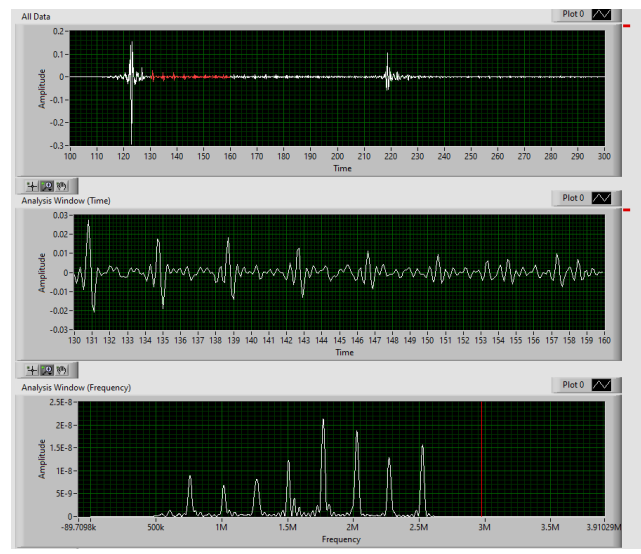 All Data
Plot 0
0.2
0.1
0
-0.1
-0.2
-0.3
Amplitude
100 110 120 130 140 150 160 170 180 190 200 210 220 230 240 250 260 270 280 290 300
Time
Analysis Window (Time)
Plot 0
0.03
0.02
0.01
0
-0.01
-0.02
-0.03
Amplitude
130 131 132 133 134 135 136 137 138 139 140 141 142 143 144 145 146 147 148 149 150 151 152 153 154 155 156 157 158 159 160
Time
Analysis Window (Frequency)
Plot 0
2.5E-8
2E-8
1.5E-8
1E-8
5E-9
0
Amplitude
-89.7098k 500k 1M 1.5M 2M 2.5M 3M 3.5M 3.91029M
Frequency